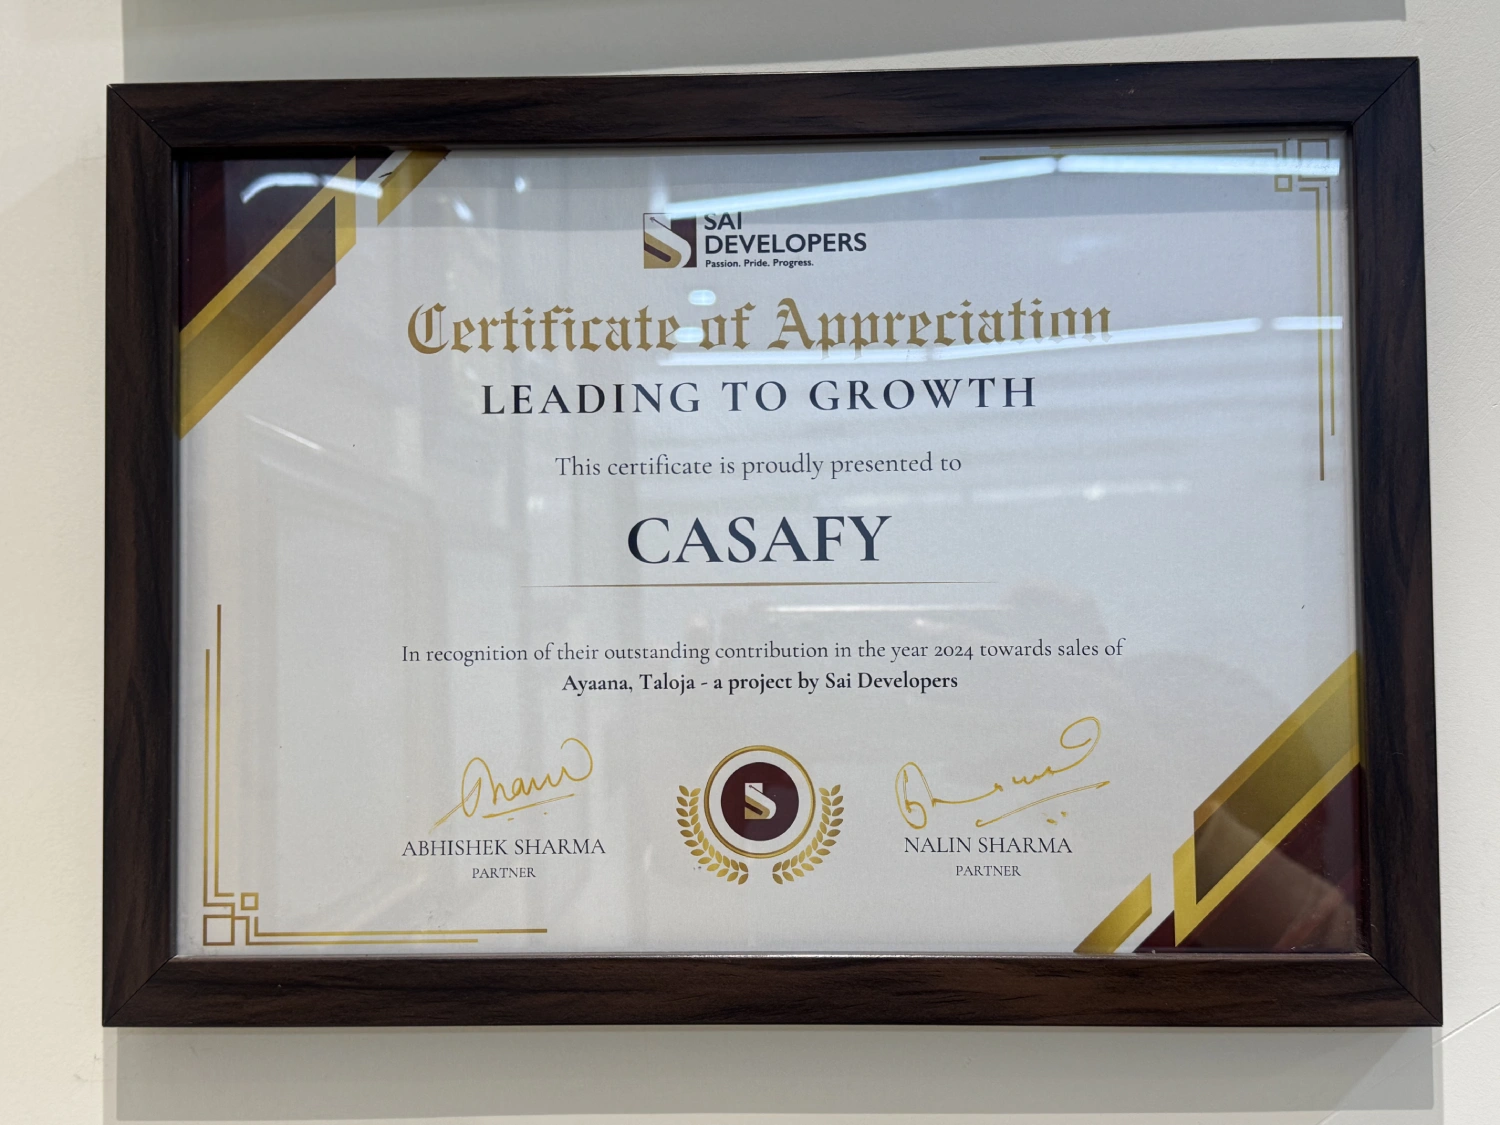 SAI
DEVELOPERS
Passion. Pride. Progress.
Certificate of Appreciation
LEADING TO GROWTH
This certificate is proudly presented to
CASAFY
In recognition of their outstanding contribution in the year 2024 towards sales of
Ayaana, Taloja - a project by Sai Developers
ABHISHEK SHARMA
PARTNER
NALIN SHARMA
PARTNER